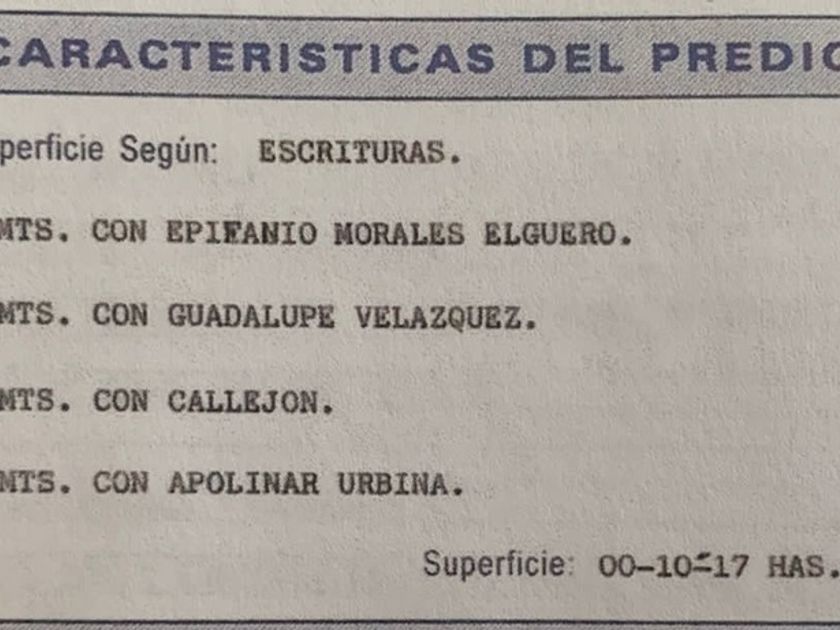 CARACTERISTICAS DEL PREDIO
perficie Según: ESCRITURAS.
MTS. CON EPIFANIO MORALES ELGUERO.
MTS. CON GUADALUPE VELAZQUEZ.
MTS. CON CALLEJON.
MTS. CON APOLINAR URBINA.
Superficie: 00-10-17 HAS.